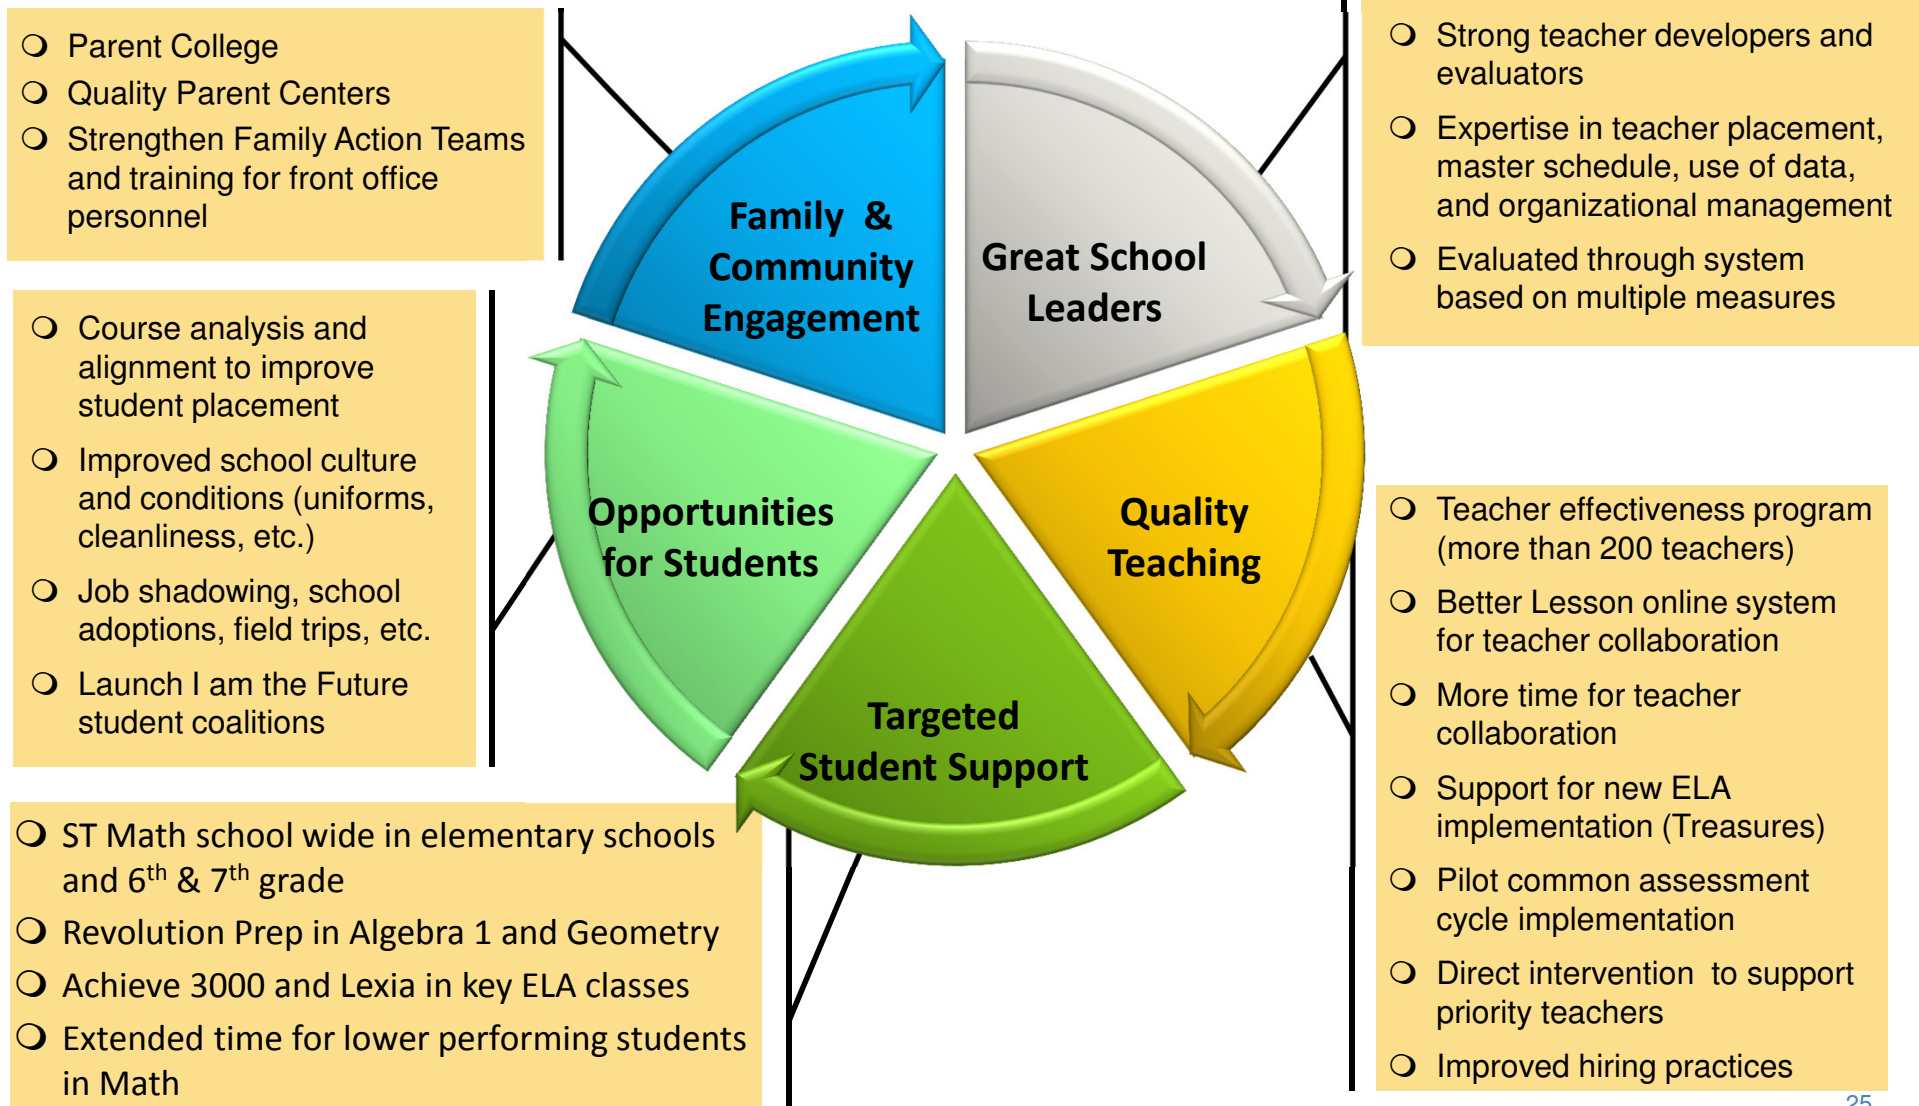 ○ Parent College
○ Quality Parent Centers
○ Strengthen Family Action Teams
and training for front office
personnel
○ Course analysis and
alignment to improve
student placement
○ Improved school culture
and conditions (uniforms,
cleanliness, etc.)
○ Job shadowing, school
adoptions, field trips, etc.
○ Launch I am the Future
student coalitions
○ ST Math school wide in elementary schools
and 6th & 7th grade
○ Revolution Prep in Algebra 1 and Geometry
○ Achieve 3000 and Lexia in key ELA classes
○ Extended time for lower performing students
in Math
Family &
Community
Engagement
Great School
Leaders
Opportunities
for Students
Quality
Teaching
Targeted
Student Support
○ Strong teacher developers and
evaluators
○ Expertise in teacher placement,
master schedule, use of data,
and organizational management
○ Evaluated through system
based on multiple measures
○ Teacher effectiveness program
(more than 200 teachers)
○ Better Lesson online system
for teacher collaboration
○ More time for teacher
collaboration
○ Support for new ELA
implementation (Treasures)
○ Pilot common assessment
cycle implementation
○ Direct intervention to support
priority teachers
○ Improved hiring practices
25